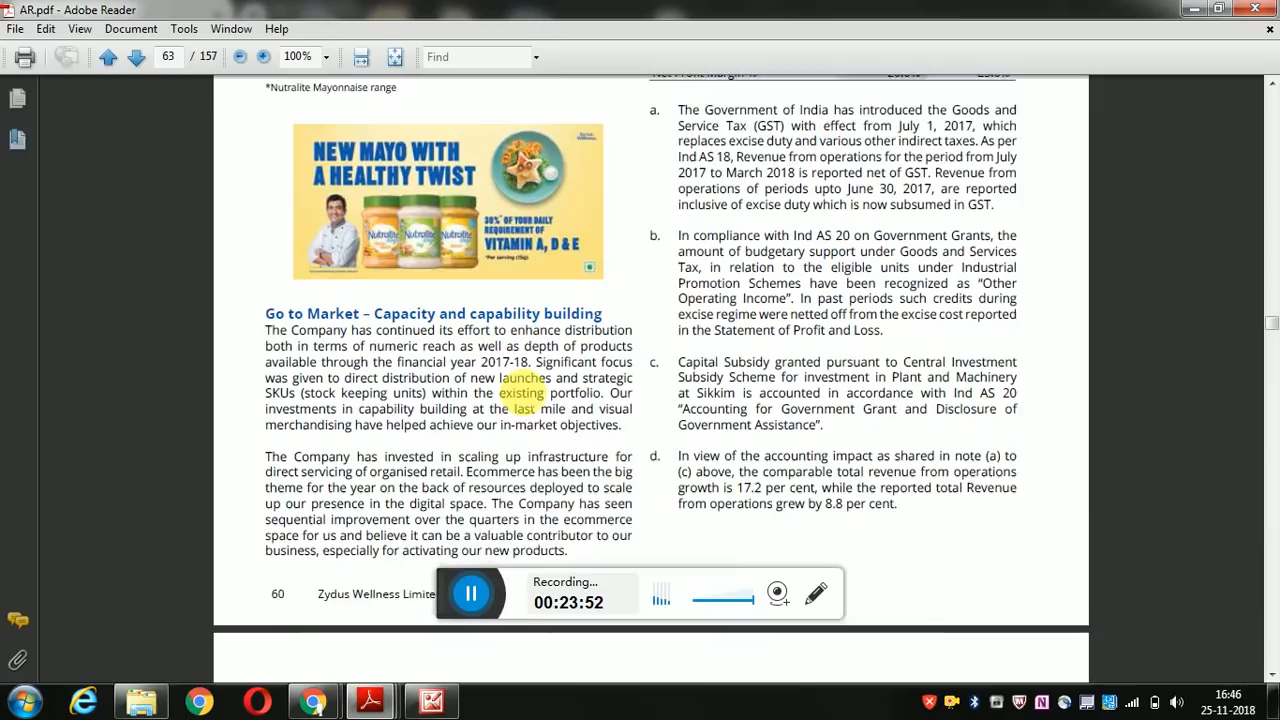 AR.pdf - Adobe Reader
File Edit View Document Tools Window Help
63 / 157 100% Find
*Nutralite Mayonnaise range
NEW MAYO WITH
A HEALTHY TWIST
Nutralite Nutralite Nutralite
30% OF YOUR DAILY
REQUIREMENT OF
VITAMIN A, D & E
Go to Market – Capacity and capability building
The Company has continued its effort to enhance distribution
both in terms of numeric reach as well as depth of products
available through the financial year 2017-18. Significant focus
was given to direct distribution of new launches and strategic
SKUs (stock keeping units) within the existing portfolio. Our
investments in capability building at the last mile and visual
merchandising have helped achieve our in-market objectives.
The Company has invested in scaling up infrastructure for
direct servicing of organised retail. Ecommerce has been the big
theme for the year on the back of resources deployed to scale
up our presence in the digital space. The Company has seen
sequential improvement over the quarters in the ecommerce
space for us and believe it can be a valuable contributor to our
business, especially for activating our new products.
60 Zydus Wellness Limite
Net Profit Margin %
a. The Government of India has introduced the Goods and
Service Tax (GST) with effect from July 1, 2017, which
replaces excise duty and various other indirect taxes. As per
Ind AS 18, Revenue from operations for the period from July
2017 to March 2018 is reported net of GST. Revenue from
operations of periods upto June 30, 2017, are reported
inclusive of excise duty which is now subsumed in GST.
b. In compliance with Ind AS 20 on Government Grants, the
amount of budgetary support under Goods and Services
Tax, in relation to the eligible units under Industrial
Promotion Schemes have been recognized as “Other
Operating Income”. In past periods such credits during
excise regime were netted off from the excise cost reported
in the Statement of Profit and Loss.
c. Capital Subsidy granted pursuant to Central Investment
Subsidy Scheme for investment in Plant and Machinery
at Sikkim is accounted in accordance with Ind AS 20
“Accounting for Government Grant and Disclosure of
Government Assistance”.
d. In view of the accounting impact as shared in note (a) to
(c) above, the comparable total revenue from operations
growth is 17.2 per cent, while the reported total Revenue
from operations grew by 8.8 per cent.
Recording...
00:23:52
16:46
25-11-2018